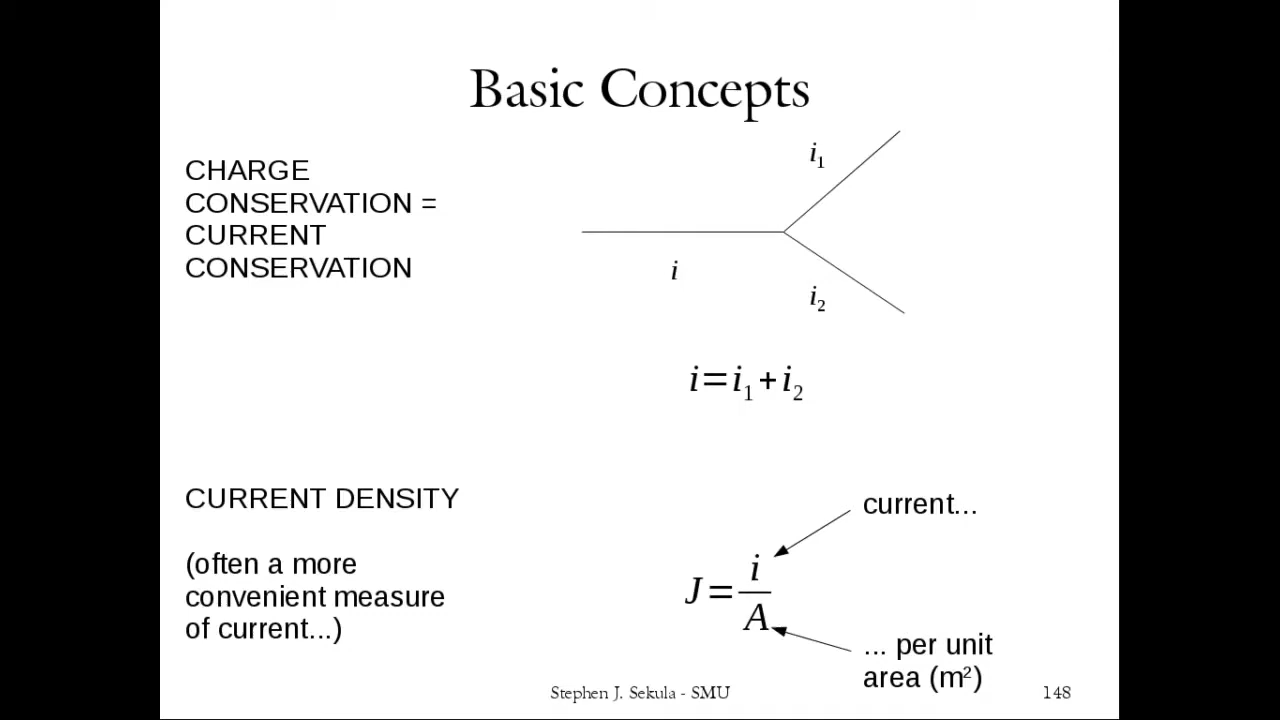 Basic Concepts
CHARGE
CONSERVATION =
CURRENT
CONSERVATION
i₁
i
i₂
i=i₁+i₂
CURRENT DENSITY
(often a more
convenient measure
of current...)
current...
J=i/A
... per unit
area (m²)
Stephen J. Sekula - SMU
148